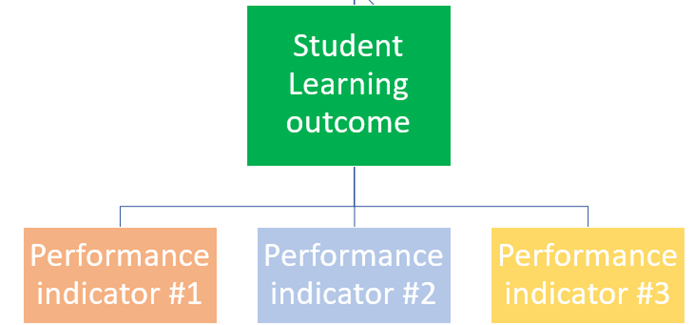 Student
Learning
outcome
Performance
indicator #1
Performance
indicator #2
Performance
indicator #3